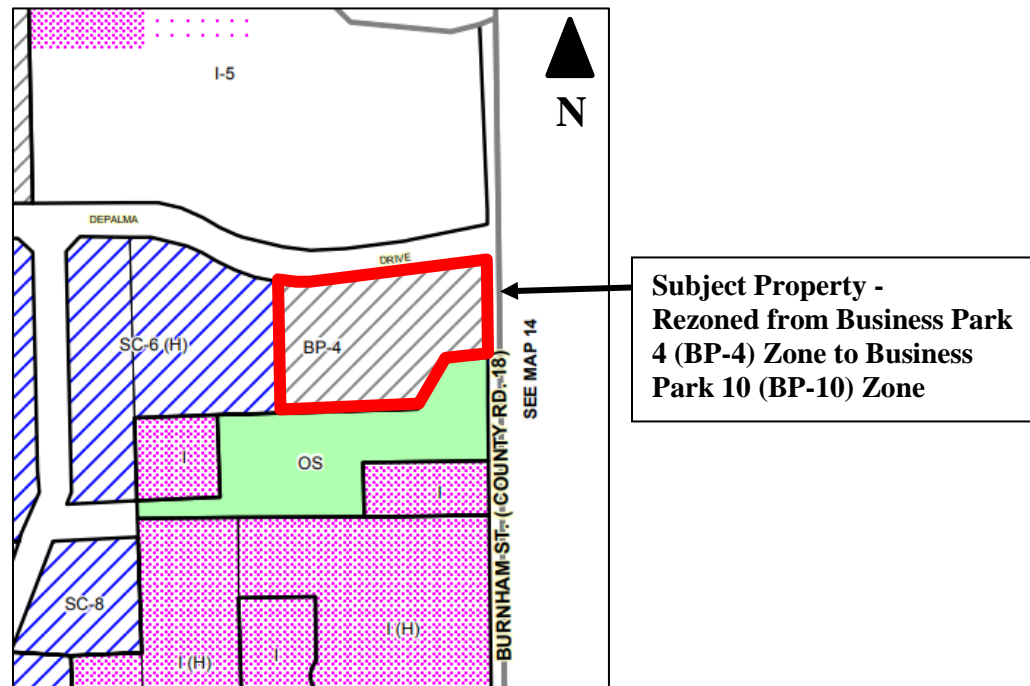 I-5
N
DEPALMA
DRIVE
SC-6 (H)
BP-4
Subject Property -
Rezoned from Business Park
4 (BP-4) Zone to Business
Park 10 (BP-10) Zone
SEE MAP 14
BURNHAM ST. ( COUNTY RD. 18)
I
OS
I
SC-8
I (H)
I
I (H)